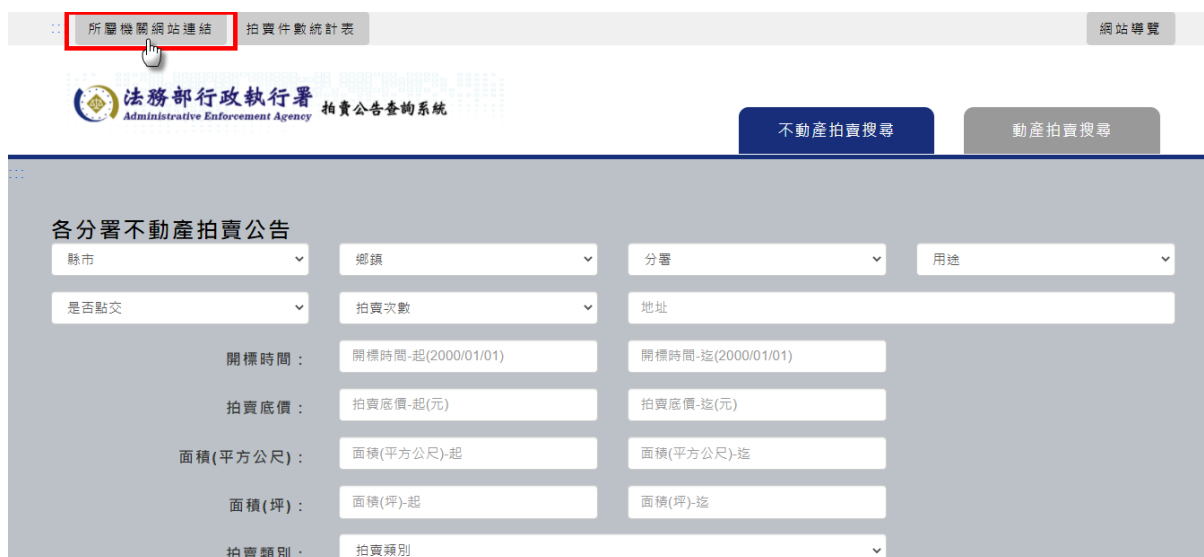 ::: 所屬機關網站連結 拍賣件數統計表 網站導覽
法務部行政執行署 拍賣公告查詢系統
Administrative Enforcement Agency
不動產拍賣搜尋 動產拍賣搜尋
:::
各分署不動產拍賣公告
縣市 鄉鎮 分署 用途
是否點交 拍賣次數 地址
開標時間： 開標時間-起(2000/01/01) 開標時間-迄(2000/01/01)
拍賣底價： 拍賣底價-起(元) 拍賣底價-迄(元)
面積(平方公尺)： 面積(平方公尺)-起 面積(平方公尺)-迄
面積(坪)： 面積(坪)-起 面積(坪)-迄
拍賣類別： 拍賣類別